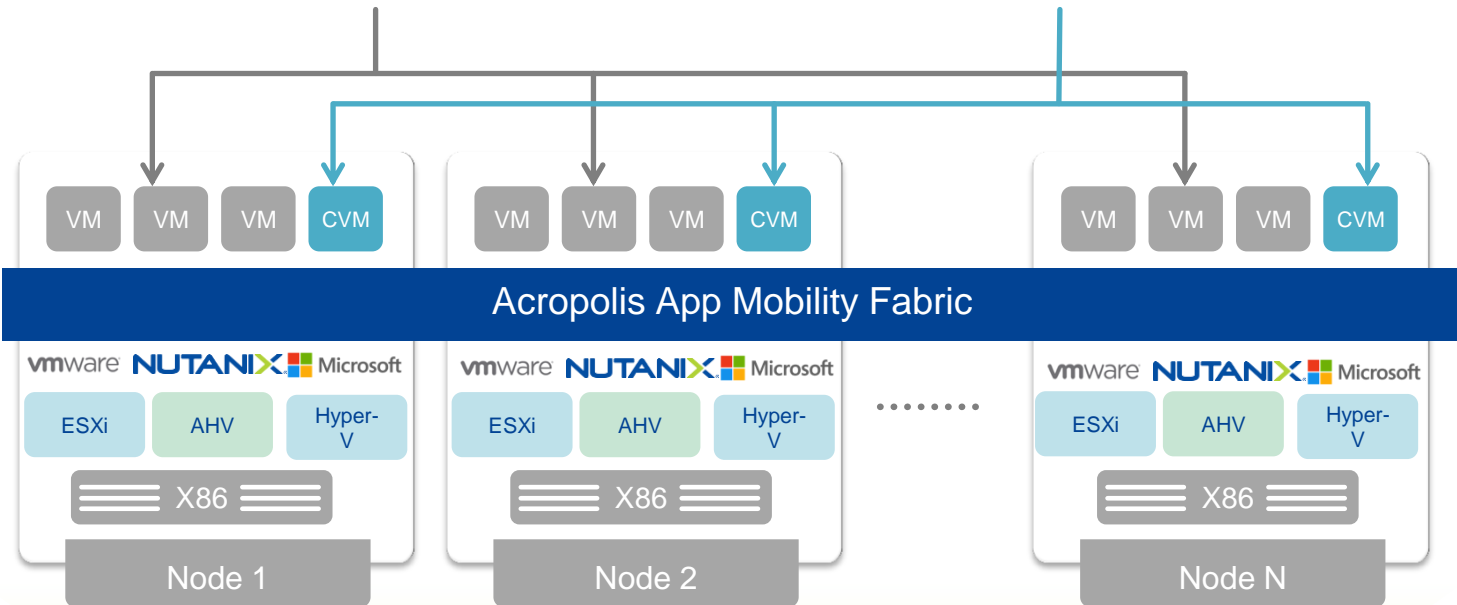 VM VM VM CVM VM VM VM CVM VM VM VM CVM
Acropolis App Mobility Fabric
vmware NUTANIX Microsoft vmware NUTANIX Microsoft vmware NUTANIX Microsoft
ESXi AHV Hyper-
V
ESXi AHV Hyper-
V
ESXi AHV Hyper-
V
X86 X86 X86
Node 1 Node 2 Node N